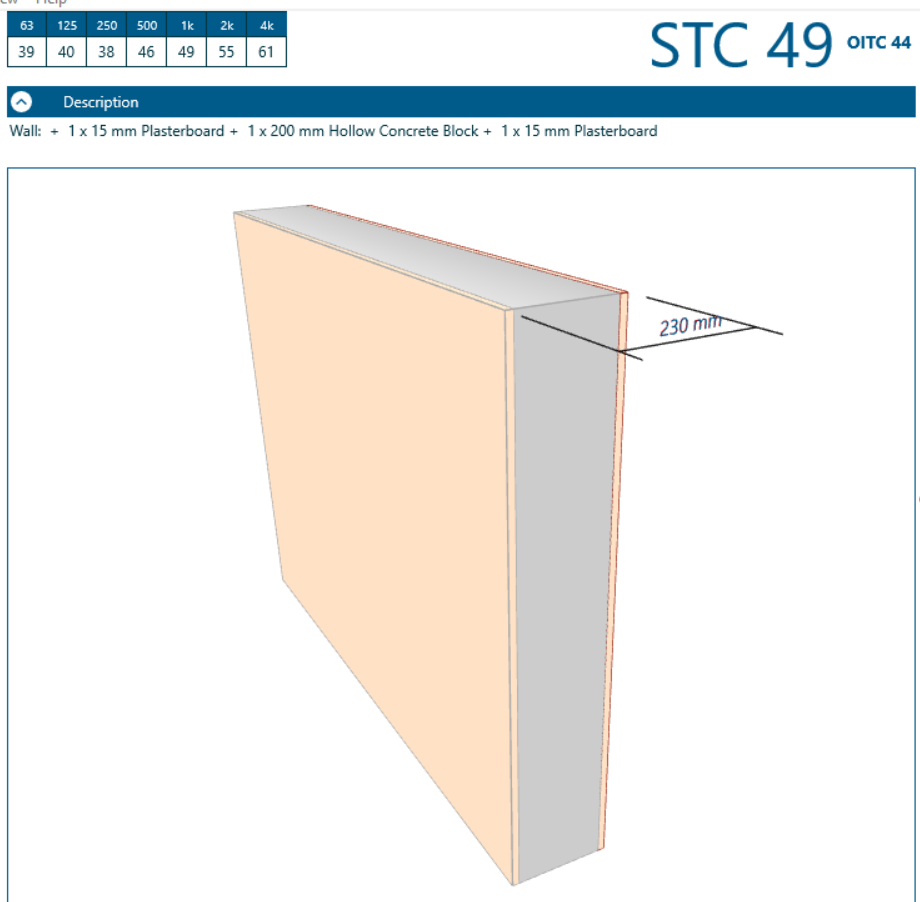 Help
63 125 250 500 1k 2k 4k
39 40 38 46 49 55 61
STC 49 OITC 44
Description
Wall: + 1 x 15 mm Plasterboard + 1 x 200 mm Hollow Concrete Block + 1 x 15 mm Plasterboard
230 mm